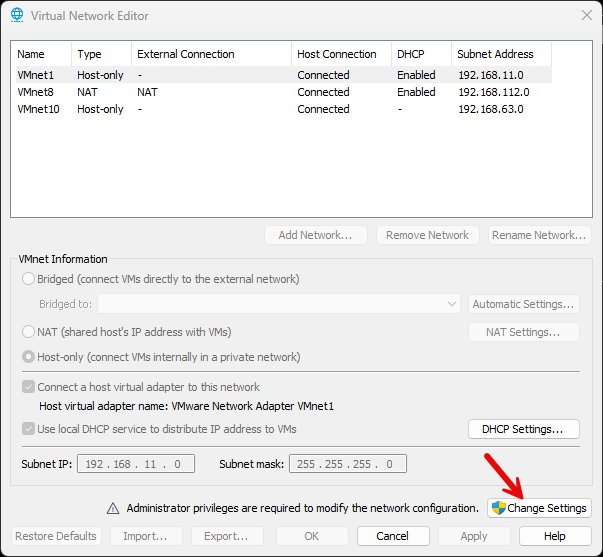 Virtual Network Editor
Name Type External Connection Host Connection DHCP Subnet Address
VMnet1 Host-only - Connected Enabled 192.168.11.0
VMnet8 NAT NAT Connected Enabled 192.168.112.0
VMnet10 Host-only - Connected - 192.168.63.0
Add Network... Remove Network Rename Network...
VMnet Information
Bridged (connect VMs directly to the external network)
Bridged to: Automatic Settings...
NAT (shared host's IP address with VMs) NAT Settings...
Host-only (connect VMs internally in a private network)
Connect a host virtual adapter to this network
Host virtual adapter name: VMware Network Adapter VMnet1
Use local DHCP service to distribute IP address to VMs DHCP Settings...
Subnet IP: 192 . 168 . 11 . 0 Subnet mask: 255 . 255 . 255 . 0
Administrator privileges are required to modify the network configuration. Change Settings
Restore Defaults Import... Export... OK Cancel Apply Help